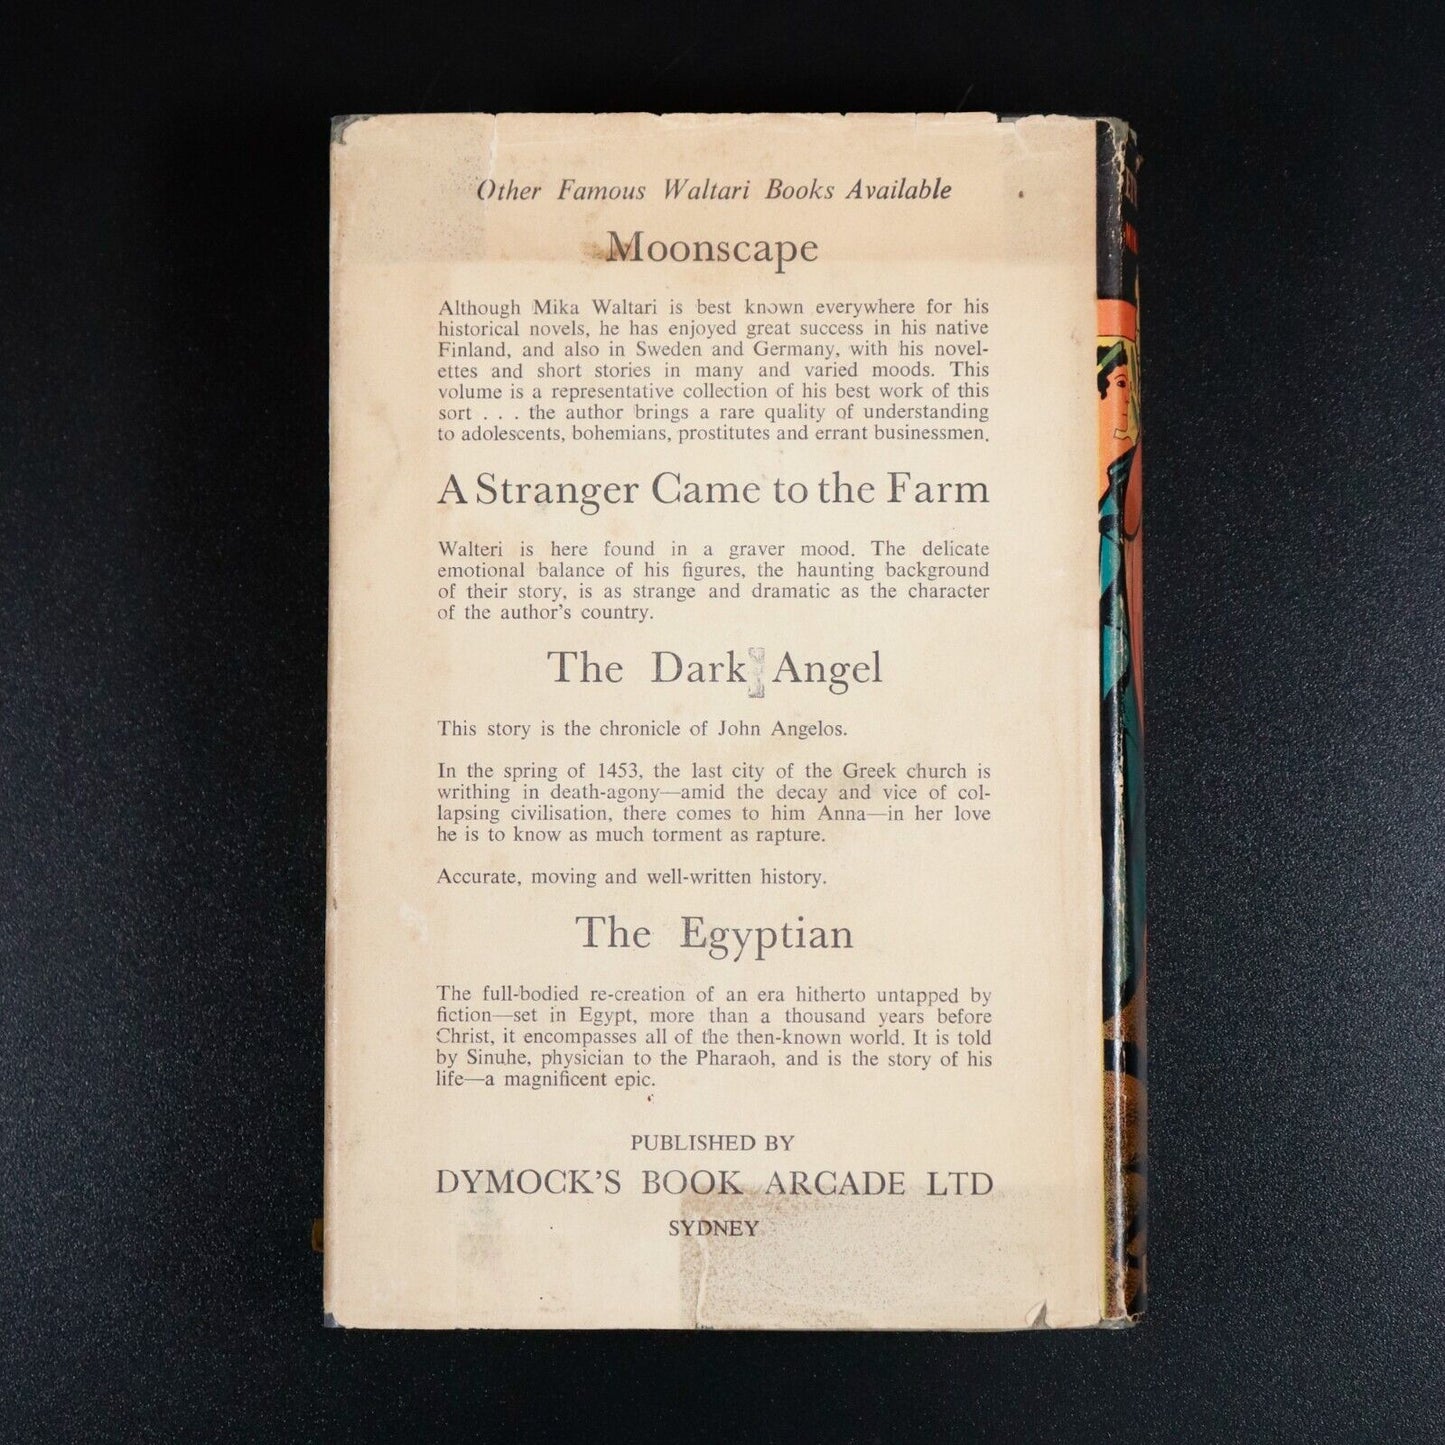 Other Famous Waltari Books Available
Moonscape
Although Mika Waltari is best known everywhere for his
historical novels, he has enjoyed great success in his native
Finland, and also in Sweden and Germany, with his novel-
ettes and short stories in many and varied moods. This
volume is a representative collection of his best work of this
sort . . . the author brings a rare quality of understanding
to adolescents, bohemians, prostitutes and errant businessmen.
A Stranger Came to the Farm
Walteri is here found in a graver mood. The delicate
emotional balance of his figures, the haunting background
of their story, is as strange and dramatic as the character
of the author's country.
The Dark Angel
This story is the chronicle of John Angelos.
In the spring of 1453, the last city of the Greek church is
writhing in death-agony—amid the decay and vice of col-
lapsing civilisation, there comes to him Anna—in her love
he is to know as much torment as rapture.
Accurate, moving and well-written history.
The Egyptian
The full-bodied re-creation of an era hitherto untapped by
fiction—set in Egypt, more than a thousand years before
Christ, it encompasses all of the then-known world. It is told
by Sinuhe, physician to the Pharaoh, and is the story of his
life—a magnificent epic.
PUBLISHED BY
DYMOCK'S BOOK ARCADE LTD
SYDNEY